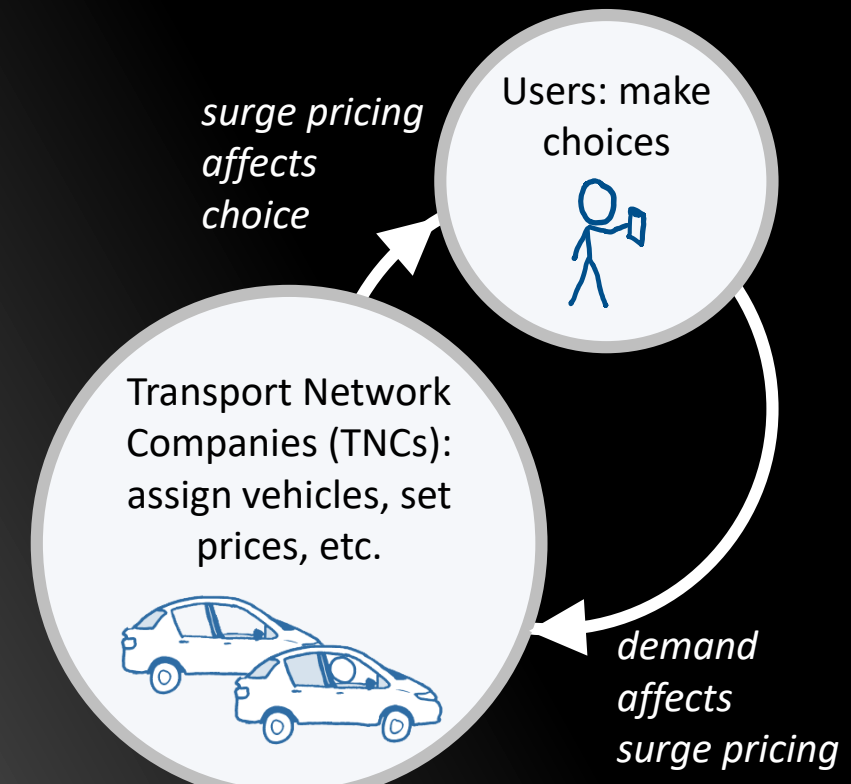 surge pricing
affects
choice
Users: make
choices
Transport Network
Companies (TNCs):
assign vehicles, set
prices, etc.
demand
affects
surge pricing